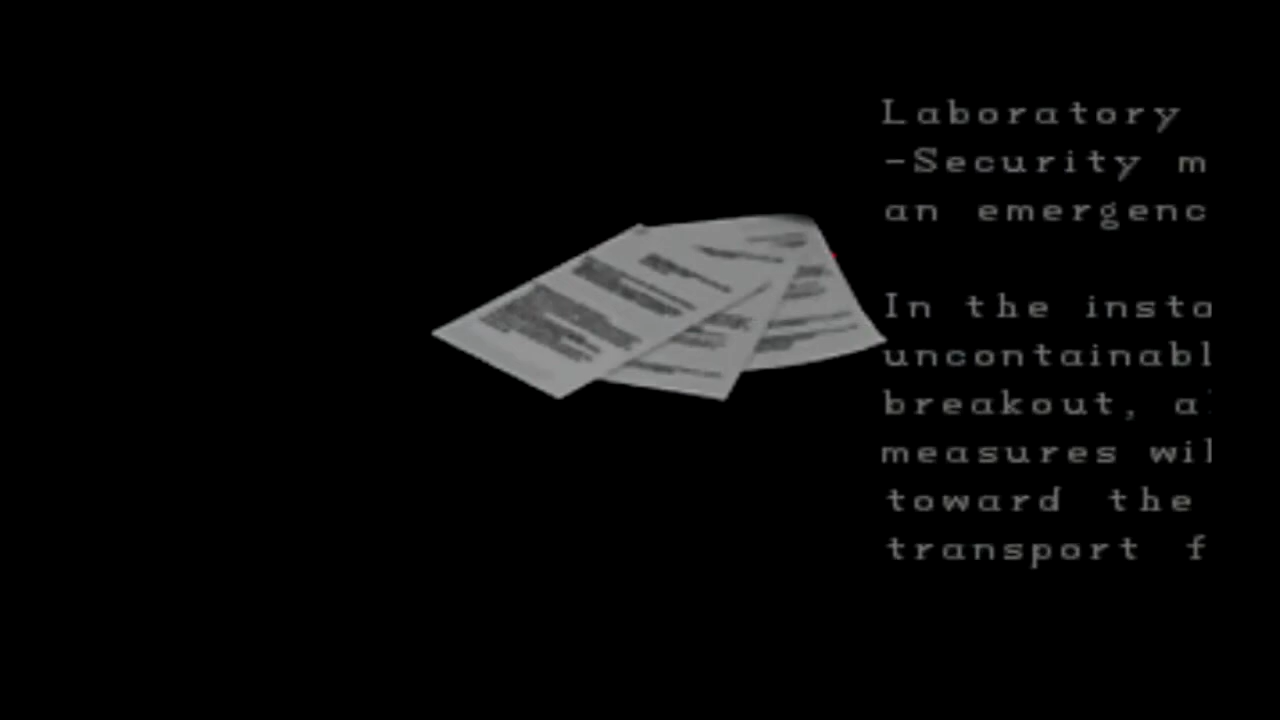 Laboratory
-Security m
an emergenc
In the insta
uncontainabl
breakout, a
measures wil
toward the
transport f